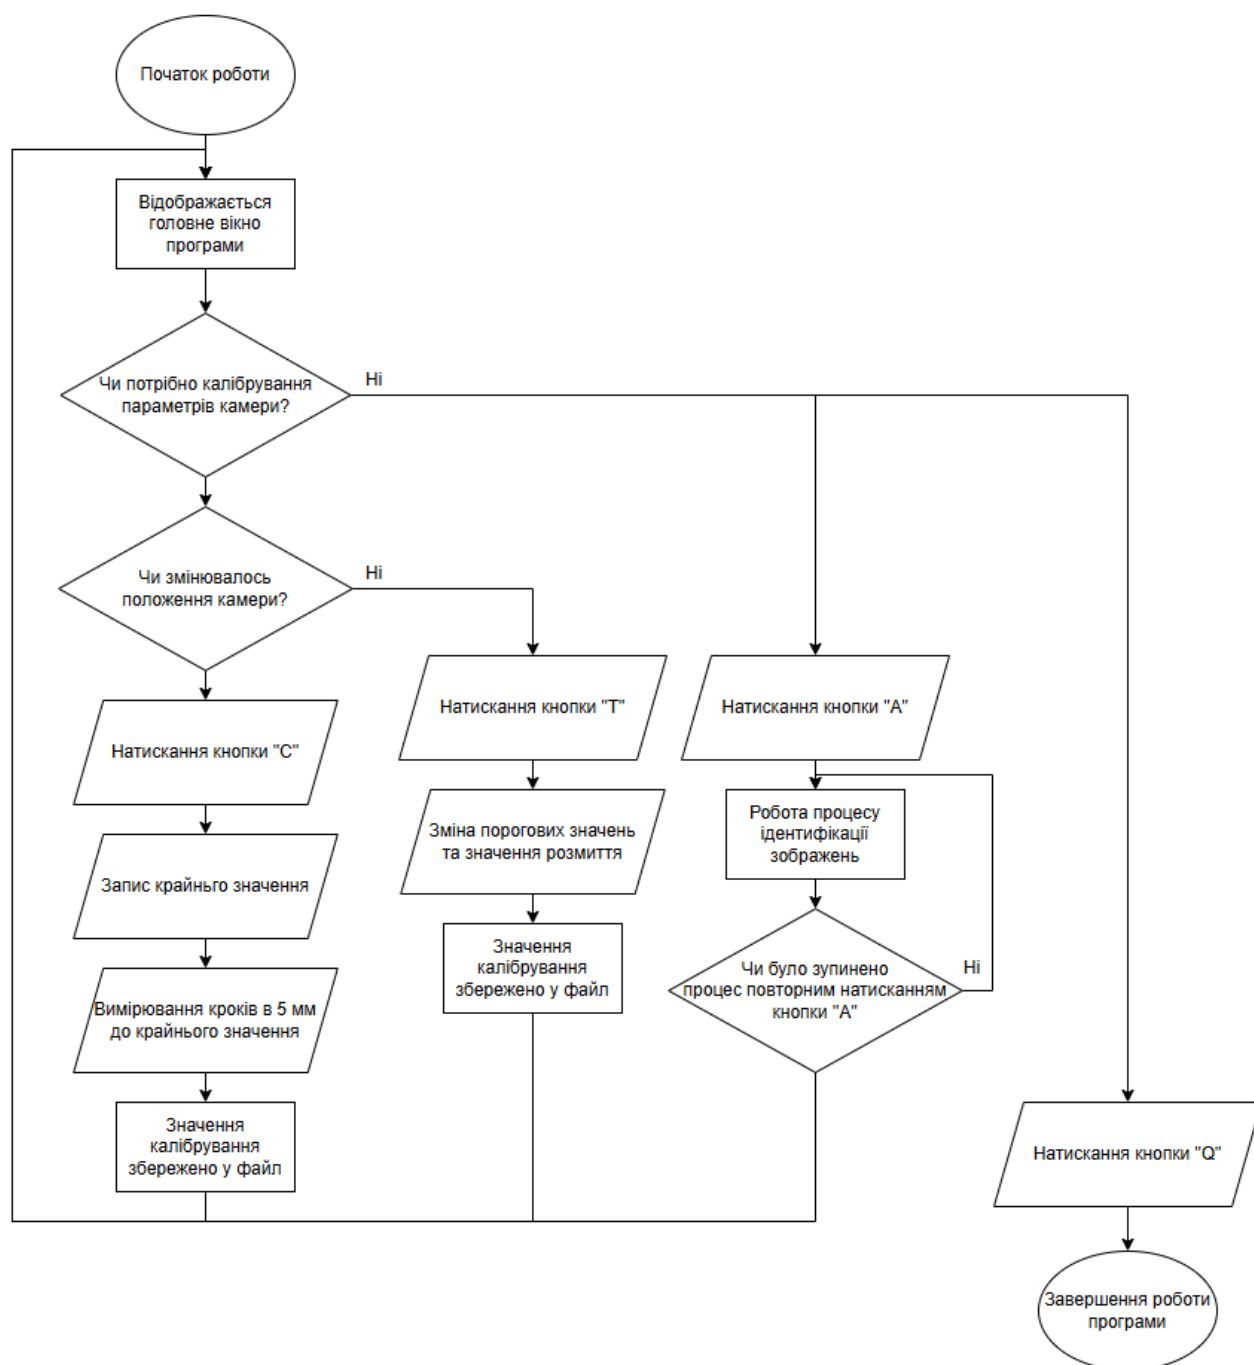 Початок роботи
Відображається
головне вікно
програми
Чи потрібно калібрування
параметрів камери?
Ні
Чи змінювалось
положення камери?
Ні
Натискання кнопки "C"
Запис крайнього значення
Вимірювання кроків в 5 мм
до крайнього значення
Значення
калібрування
збережено у файл
Натискання кнопки "T"
Зміна порогових значень
та значення розмиття
Значення
калібрування
збережено у файл
Натискання кнопки "A"
Робота процесу
ідентифікації
зображень
Чи було зупинено
процес повторним натисканням
кнопки "A"
Ні
Натискання кнопки "Q"
Завершення роботи
програми